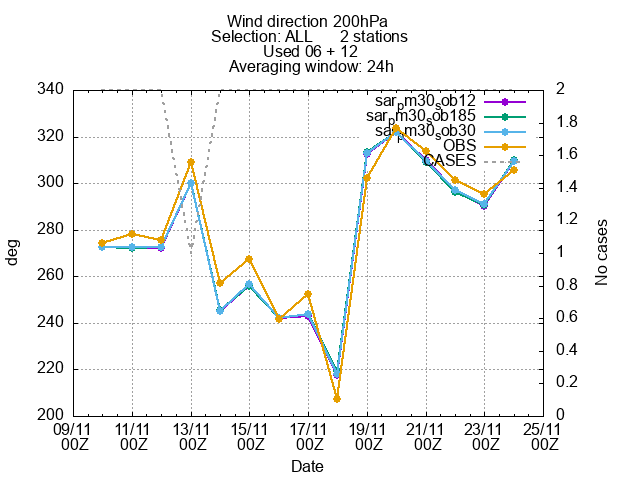 Wind direction 200hPa
Selection: ALL 2 stations
Used 06 + 12
Averaging window: 24h
deg
340
320
300
280
260
240
220
200
2
1.8
1.6
1.4
1.2
1
0.8
0.6
0.4
0.2
0
No cases
sar_pm30_sob12
sar_pm30_sob185
sar_pm30_sob30
OBS
CASES
09/11 11/11 13/11 15/11 17/11 19/11 21/11 23/11 25/11
00Z 00Z 00Z 00Z 00Z 00Z 00Z 00Z 00Z
Date